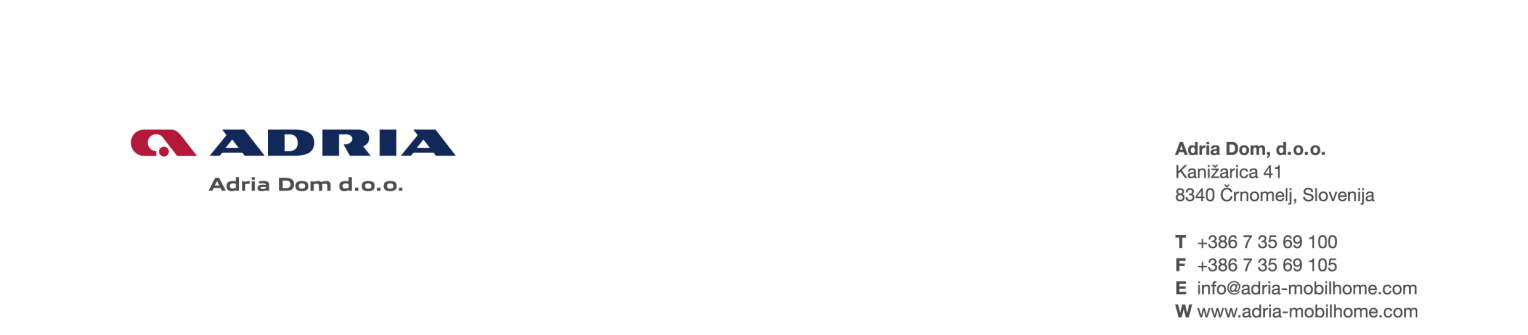 ADRIA
Adria Dom d.o.o.
Adria Dom, d.o.o.
Kanižarica 41
8340 Črnomelj, Slovenija
T +386 7 35 69 100
F +386 7 35 69 105
E info@adria-mobilhome.com
W www.adria-mobilhome.com